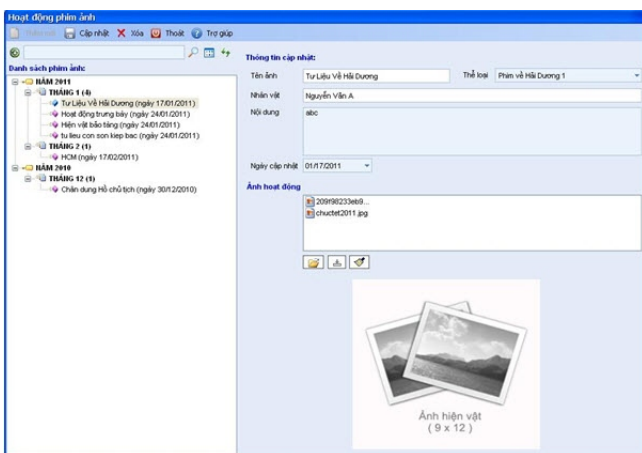 Hoạt động phim ảnh
Cập nhật Xóa Thoát Trợ giúp
Danh sách phim ảnh:
NĂM 2011
THÁNG 1 (4)
Tư Liệu Về Hải Dương (ngày 17/01/2011)
Hoạt động trưng bày (ngày 24/01/2011)
Hiện vật bảo tàng (ngày 24/01/2011)
tu lieu con son kiep bac (ngày 24/01/2011)
THÁNG 2 (1)
HCM (ngày 17/02/2011)
NĂM 2010
THÁNG 12 (1)
Chân dung Hồ chủ tịch (ngày 30/12/2010)
Thông tin cập nhật:
Tên ảnh Tư Liệu Về Hải Dương Thể loại Phim về Hải Dương 1
Nhân vật Nguyễn Văn A
Nội dung abc
Ngày cập nhật 01/17/2011
Ảnh hoạt động
209f98233eb9...
chuctet2011.jpg
Ảnh hiện vật
( 9 x 12 )